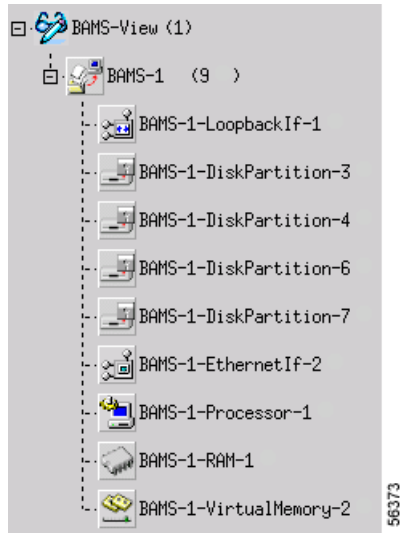 BAMS-View (1)
BAMS-1 (9 )
BAMS-1-LoopbackIf-1
BAMS-1-DiskPartition-3
BAMS-1-DiskPartition-4
BAMS-1-DiskPartition-6
BAMS-1-DiskPartition-7
BAMS-1-EthernetIf-2
BAMS-1-Processor-1
BAMS-1-RAM-1
BAMS-1-VirtualMemory-2
56373